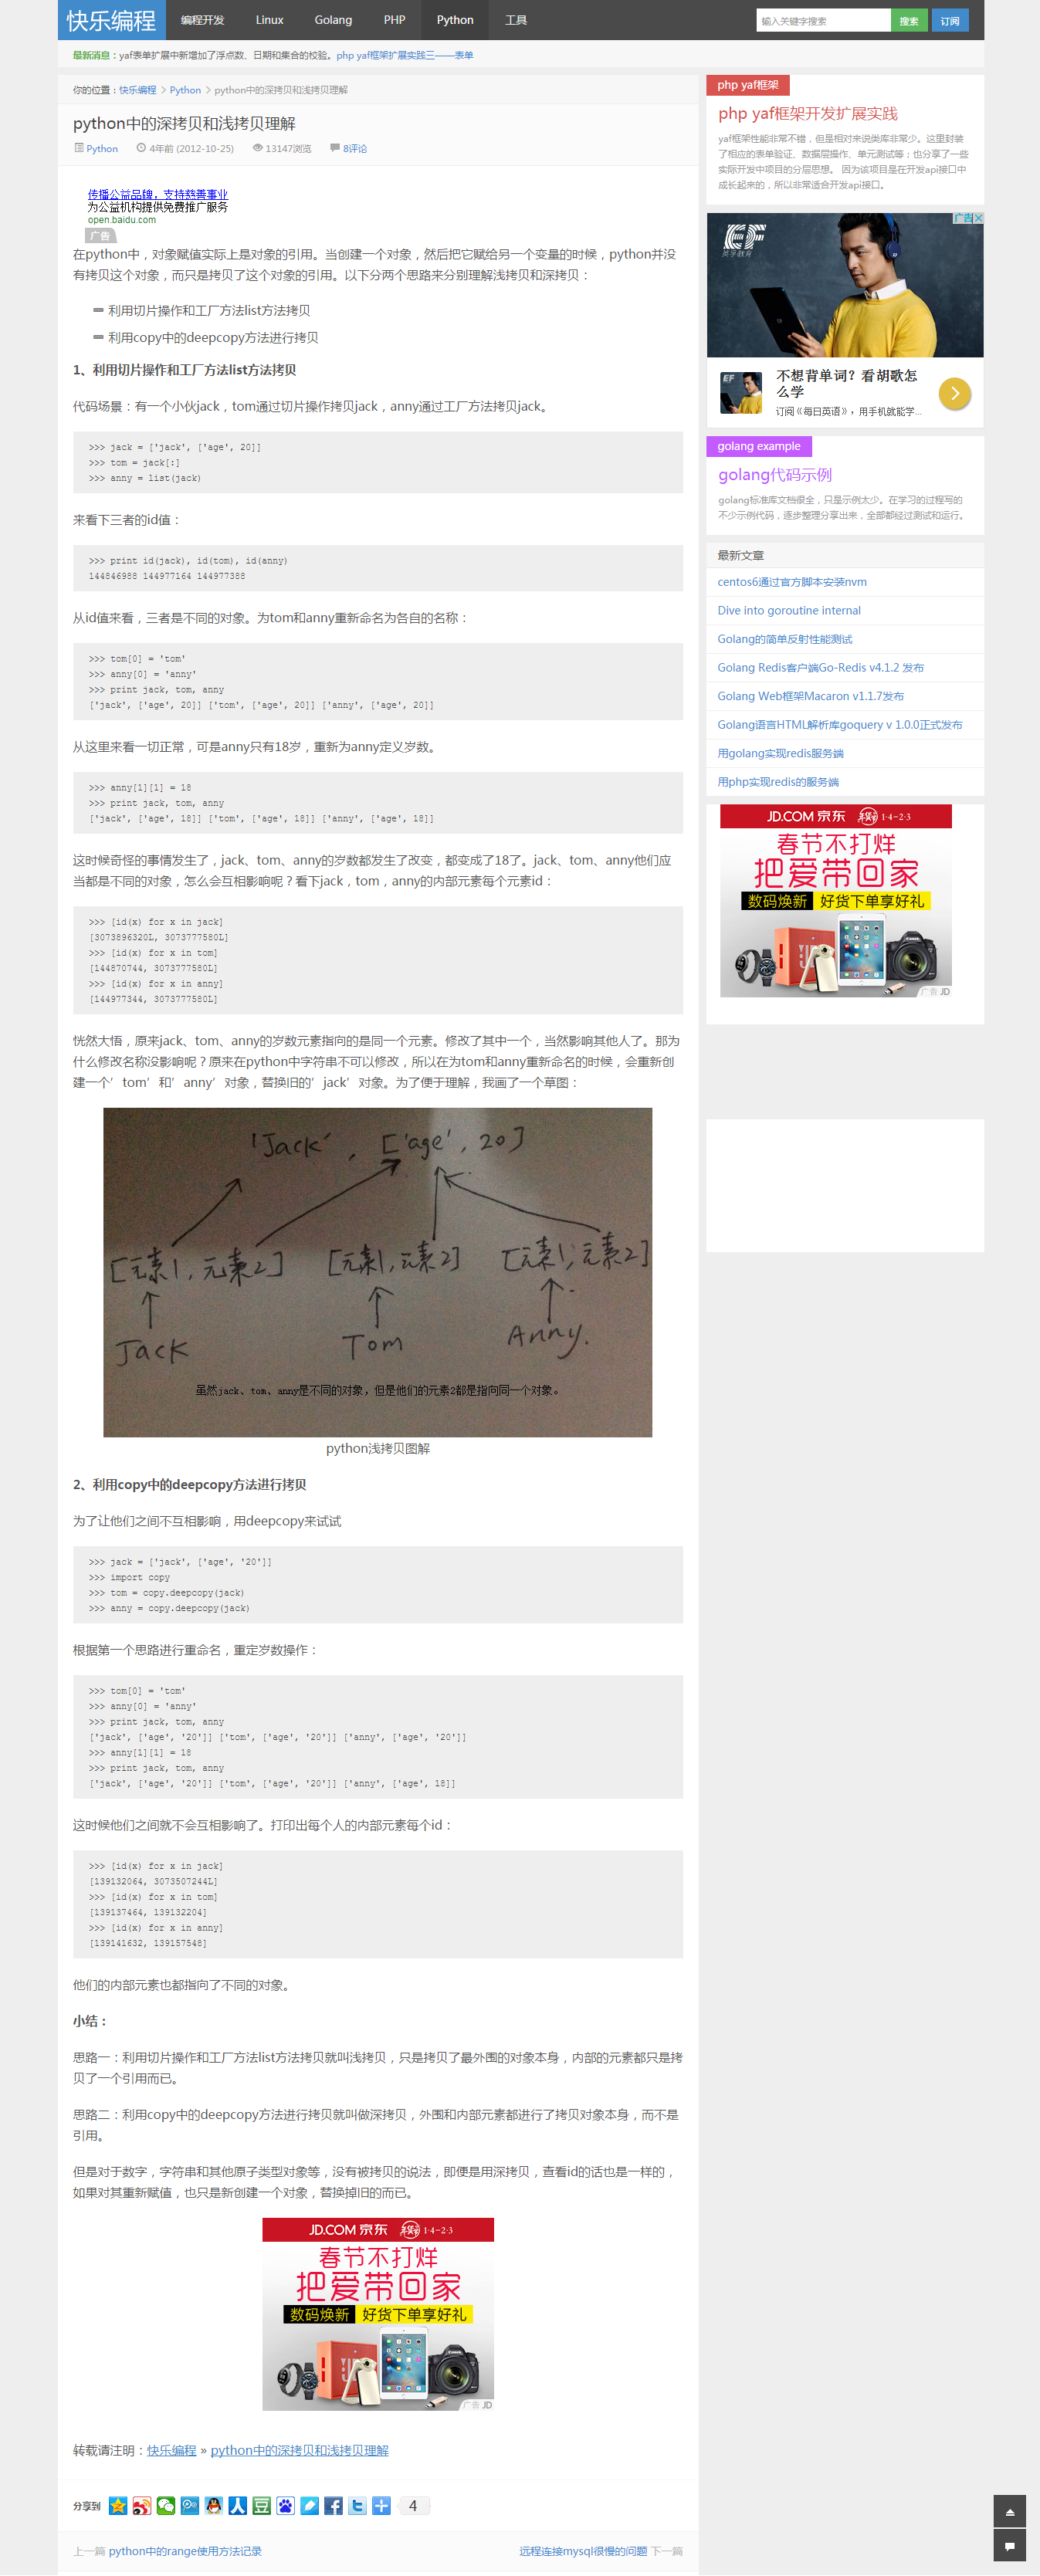 快乐编程
编程开发
Linux
Golang
PHP
Python
工具
输入关键字搜索
搜索
订阅
最新消息：yaf表单扩展中新增加了浮点数、日期和集合的校验。php yaf框架扩展实践三——表单
你的位置：快乐编程 > Python > python中的深拷贝和浅拷贝理解
python中的深拷贝和浅拷贝理解
Python 4年前 (2012-10-25) 13147浏览 8评论
传播公益品牌，支持慈善事业
为公益机构提供免费推广服务
open.baidu.com
广告
在python中，对象赋值实际上是对象的引用。当创建一个对象，然后把它赋给另一个变量的时候，python并没
有拷贝这个对象，而只是拷贝了这个对象的引用。以下分两个思路来分别理解浅拷贝和深拷贝：
利用切片操作和工厂方法list方法拷贝
利用copy中的deepcopy方法进行拷贝
1、利用切片操作和工厂方法list方法拷贝
代码场景：有一个小伙jack，tom通过切片操作拷贝jack，anny通过工厂方法拷贝jack。
>>> jack = ['jack', ['age', 20]]
>>> tom = jack[:]
>>> anny = list(jack)
来看下三者的id值：
>>> print id(jack), id(tom), id(anny)
144846988 144977164 144977388
从id值来看，三者是不同的对象。为tom和anny重新命名为各自的名称：
>>> tom[0] = 'tom'
>>> anny[0] = 'anny'
>>> print jack, tom, anny
['jack', ['age', 20]] ['tom', ['age', 20]] ['anny', ['age', 20]]
从这里来看一切正常，可是anny只有18岁，重新为anny定义岁数。
>>> anny[1][1] = 18
>>> print jack, tom, anny
['jack', ['age', 18]] ['tom', ['age', 18]] ['anny', ['age', 18]]
这时候奇怪的事情发生了，jack、tom、anny的岁数都发生了改变，都变成了18了。jack、tom、anny他们应
当都是不同的对象，怎么会互相影响呢？看下jack，tom，anny的内部元素每个元素id：
>>> [id(x) for x in jack]
[3073896320L, 3073777580L]
>>> [id(x) for x in tom]
[144870744, 3073777580L]
>>> [id(x) for x in anny]
[144977344, 3073777580L]
恍然大悟，原来jack、tom、anny的岁数元素指向的是同一个元素。修改了其中一个，当然影响其他人了。那为
什么修改名称没影响呢？原来在python中字符串不可以修改，所以在为tom和anny重新命名的时候，会重新创
建一个’tom’和’anny’对象，替换旧的’jack’对象。为了便于理解，我画了一个草图：
'Jack', ['age', 20]
[元素1, 元素2] [元素1, 元素2] [元素1, 元素2]
Jack Tom Anny.
虽然jack、tom、anny是不同的对象，但是他们的元素2都是指向同一个对象。
python浅拷贝图解
2、利用copy中的deepcopy方法进行拷贝
为了让他们之间不互相影响，用deepcopy来试试
>>> jack = ['jack', ['age', '20']]
>>> import copy
>>> tom = copy.deepcopy(jack)
>>> anny = copy.deepcopy(jack)
根据第一个思路进行重命名，重定岁数操作：
>>> tom[0] = 'tom'
>>> anny[0] = 'anny'
>>> print jack, tom, anny
['jack', ['age', '20']] ['tom', ['age', '20']] ['anny', ['age', '20']]
>>> anny[1][1] = 18
>>> print jack, tom, anny
['jack', ['age', '20']] ['tom', ['age', '20']] ['anny', ['age', 18]]
这时候他们之间就不会互相影响了。打印出每个人的内部元素每个id：
>>> [id(x) for x in jack]
[139132064, 3073507244L]
>>> [id(x) for x in tom]
[139137464, 139132204]
>>> [id(x) for x in anny]
[139141632, 139157548]
他们的内部元素也都指向了不同的对象。
小结：
思路一：利用切片操作和工厂方法list方法拷贝就叫浅拷贝，只是拷贝了最外围的对象本身，内部的元素都只是拷
贝了一个引用而已。
思路二：利用copy中的deepcopy方法进行拷贝就叫做深拷贝，外围和内部元素都进行了拷贝对象本身，而不是
引用。
但是对于数字，字符串和其他原子类型对象等，没有被拷贝的说法，即便是用深拷贝，查看id的话也是一样的，
如果对其重新赋值，也只是新创建一个对象，替换掉旧的而已。
JD.COM 京东 1·4-2·3
春节不打烊
把爱带回家
数码焕新 好货下单享好礼
广告 JD
转载请注明：快乐编程 » python中的深拷贝和浅拷贝理解
分享到 4
上一篇 python中的range使用方法记录
远程连接mysql很慢的问题 下一篇
php yaf框架
php yaf框架开发扩展实践
yaf框架性能非常不错，但是相对来说类库非常少。这里封装
了相应的表单验证、数据层操作、单元测试等；也分享了一些
实际开发中项目的分层思想。 因为该项目是在开发api接口中
成长起来的，所以非常适合开发api接口。
广告
EF
英孚教育
EF
不想背单词？看胡歌怎
么学
订阅《每日英语》，用手机就能学...
golang example
golang代码示例
golang标准库文档很全，只是示例太少。在学习的过程写的
不少示例代码，逐步整理分享出来，全部都经过测试和运行。
最新文章
centos6通过官方脚本安装nvm
Dive into goroutine internal
Golang的简单反射性能测试
Golang Redis客户端Go-Redis v4.1.2 发布
Golang Web框架Macaron v1.1.7发布
Golang语言HTML解析库goquery v 1.0.0正式发布
用golang实现redis服务端
用php实现redis的服务端
JD.COM 京东 1·4-2·3
春节不打烊
把爱带回家
数码焕新 好货下单享好礼
广告 JD